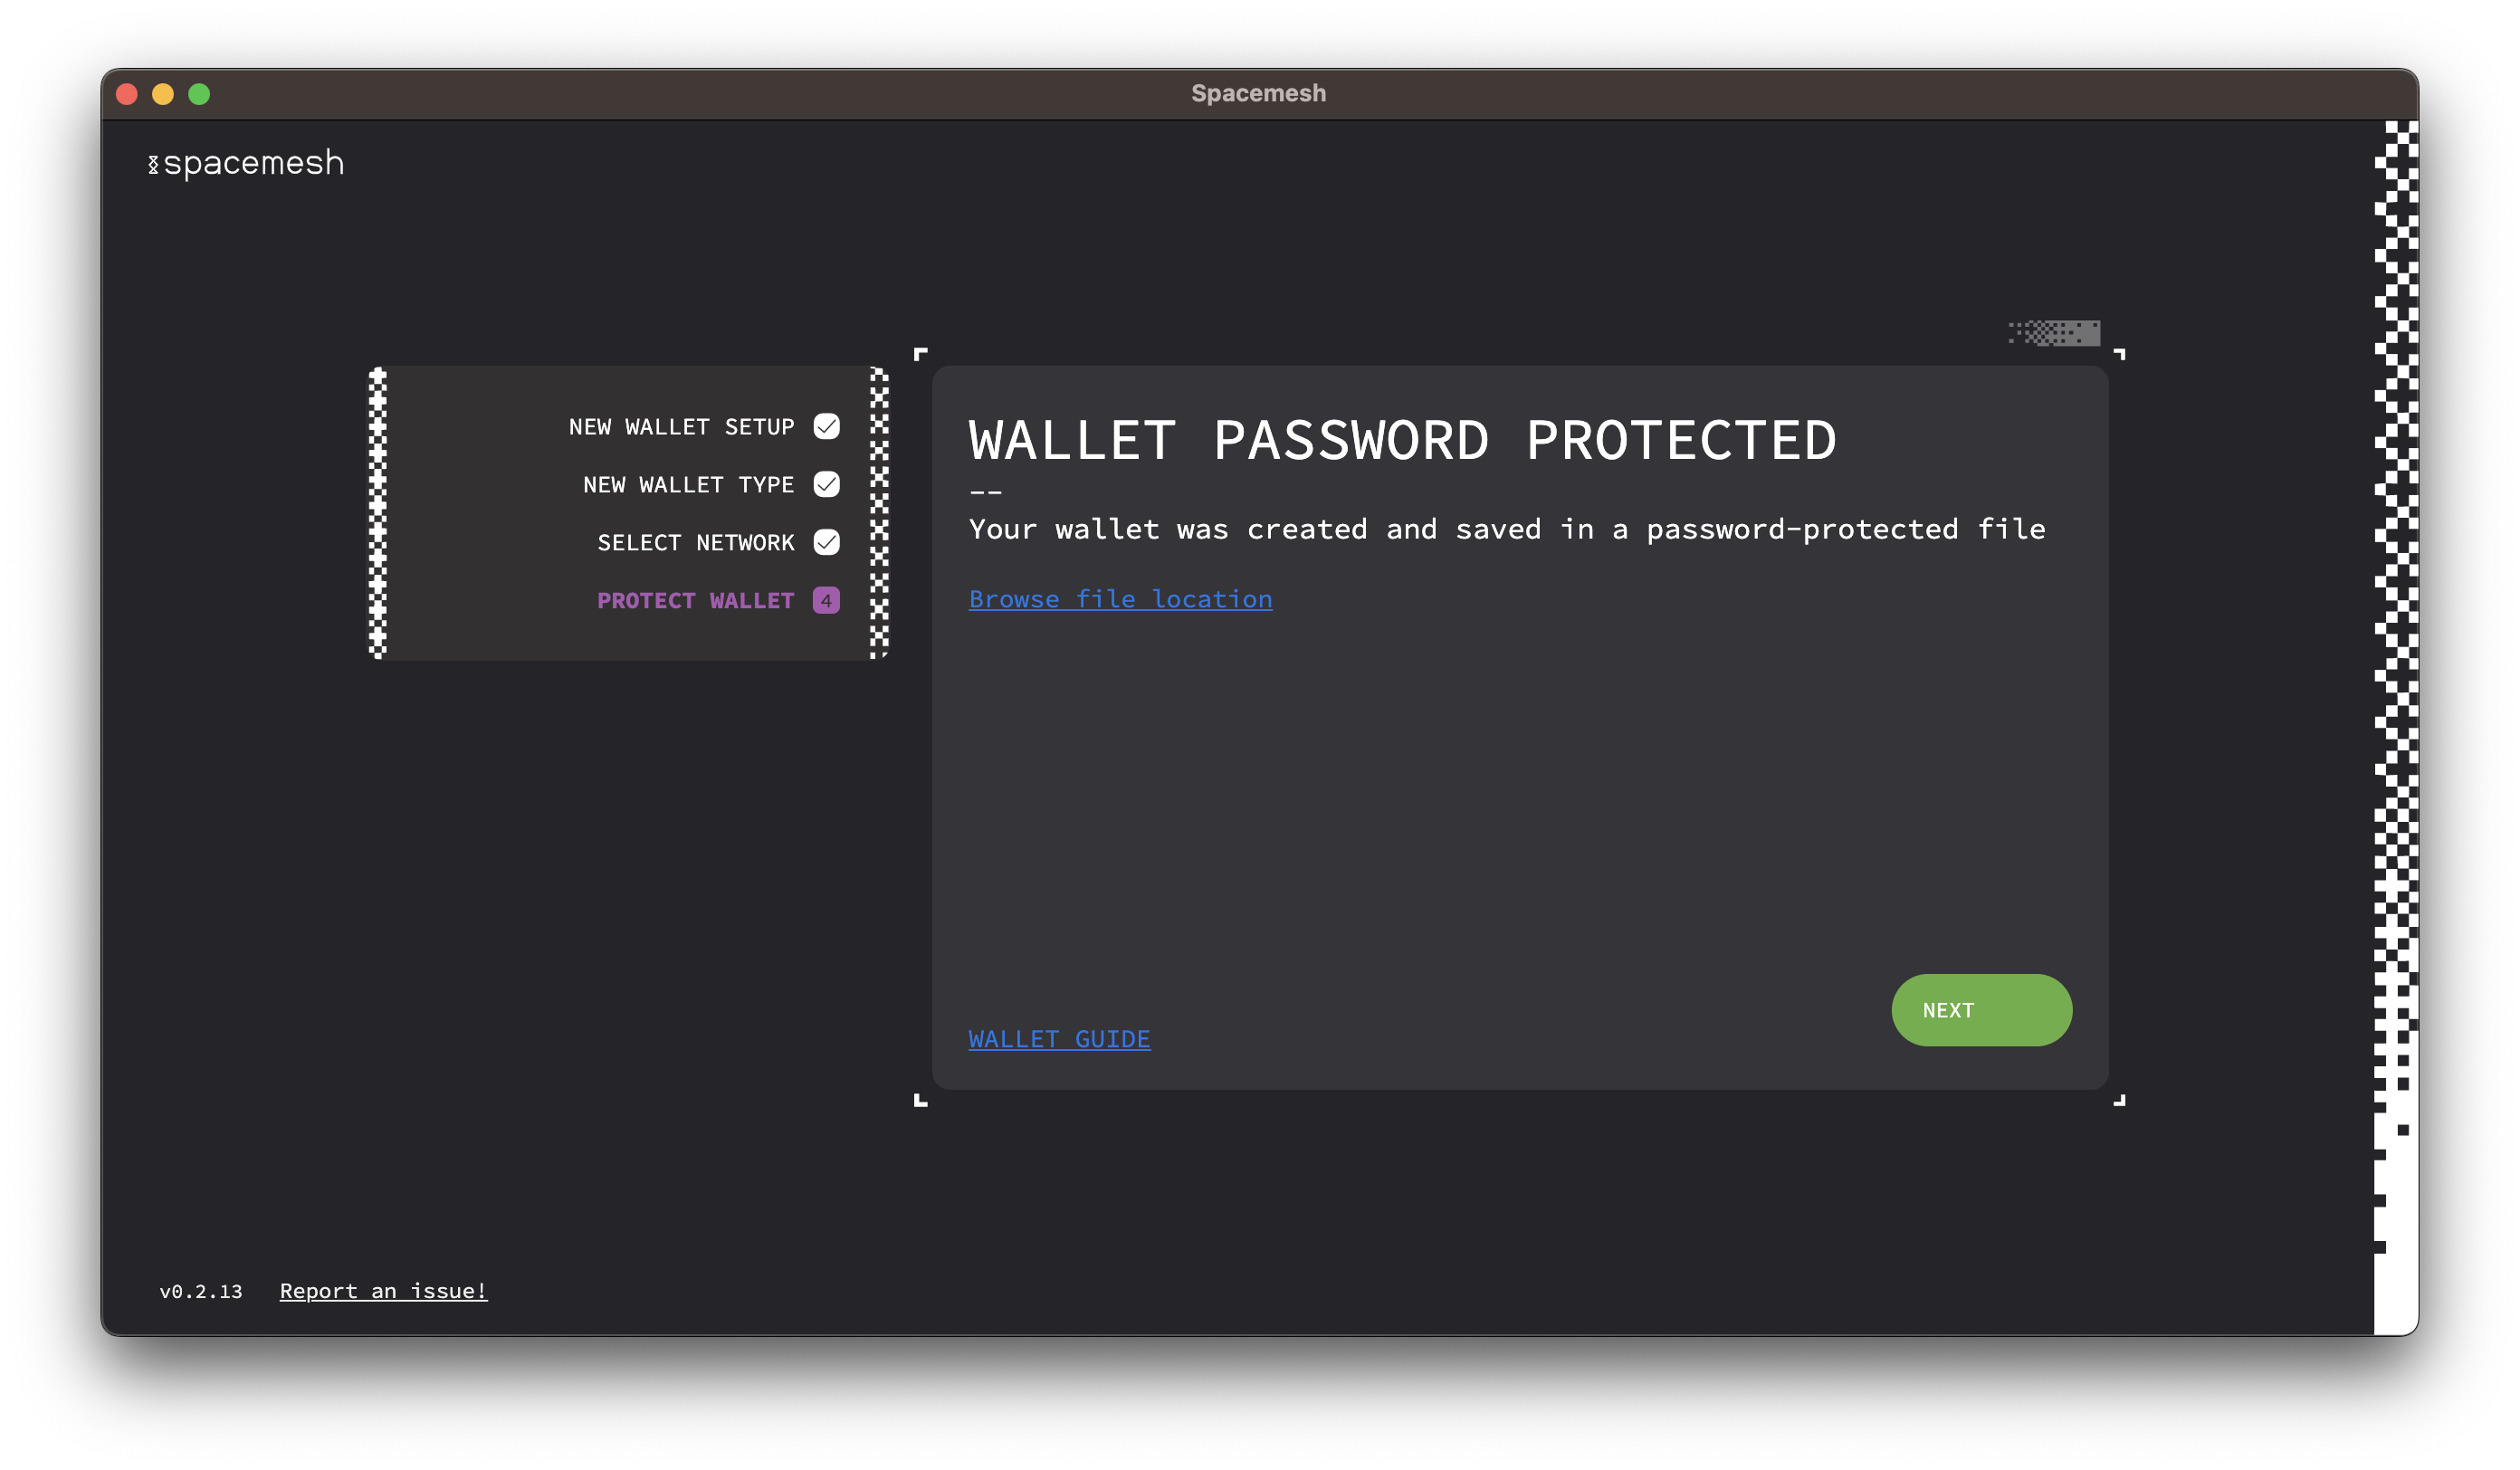 Spacemesh
spacemesh
NEW WALLET SETUP
NEW WALLET TYPE
SELECT NETWORK
PROTECT WALLET 4
WALLET PASSWORD PROTECTED
--
Your wallet was created and saved in a password-protected file
Browse file location
WALLET GUIDE
NEXT
v0.2.13 Report an issue!